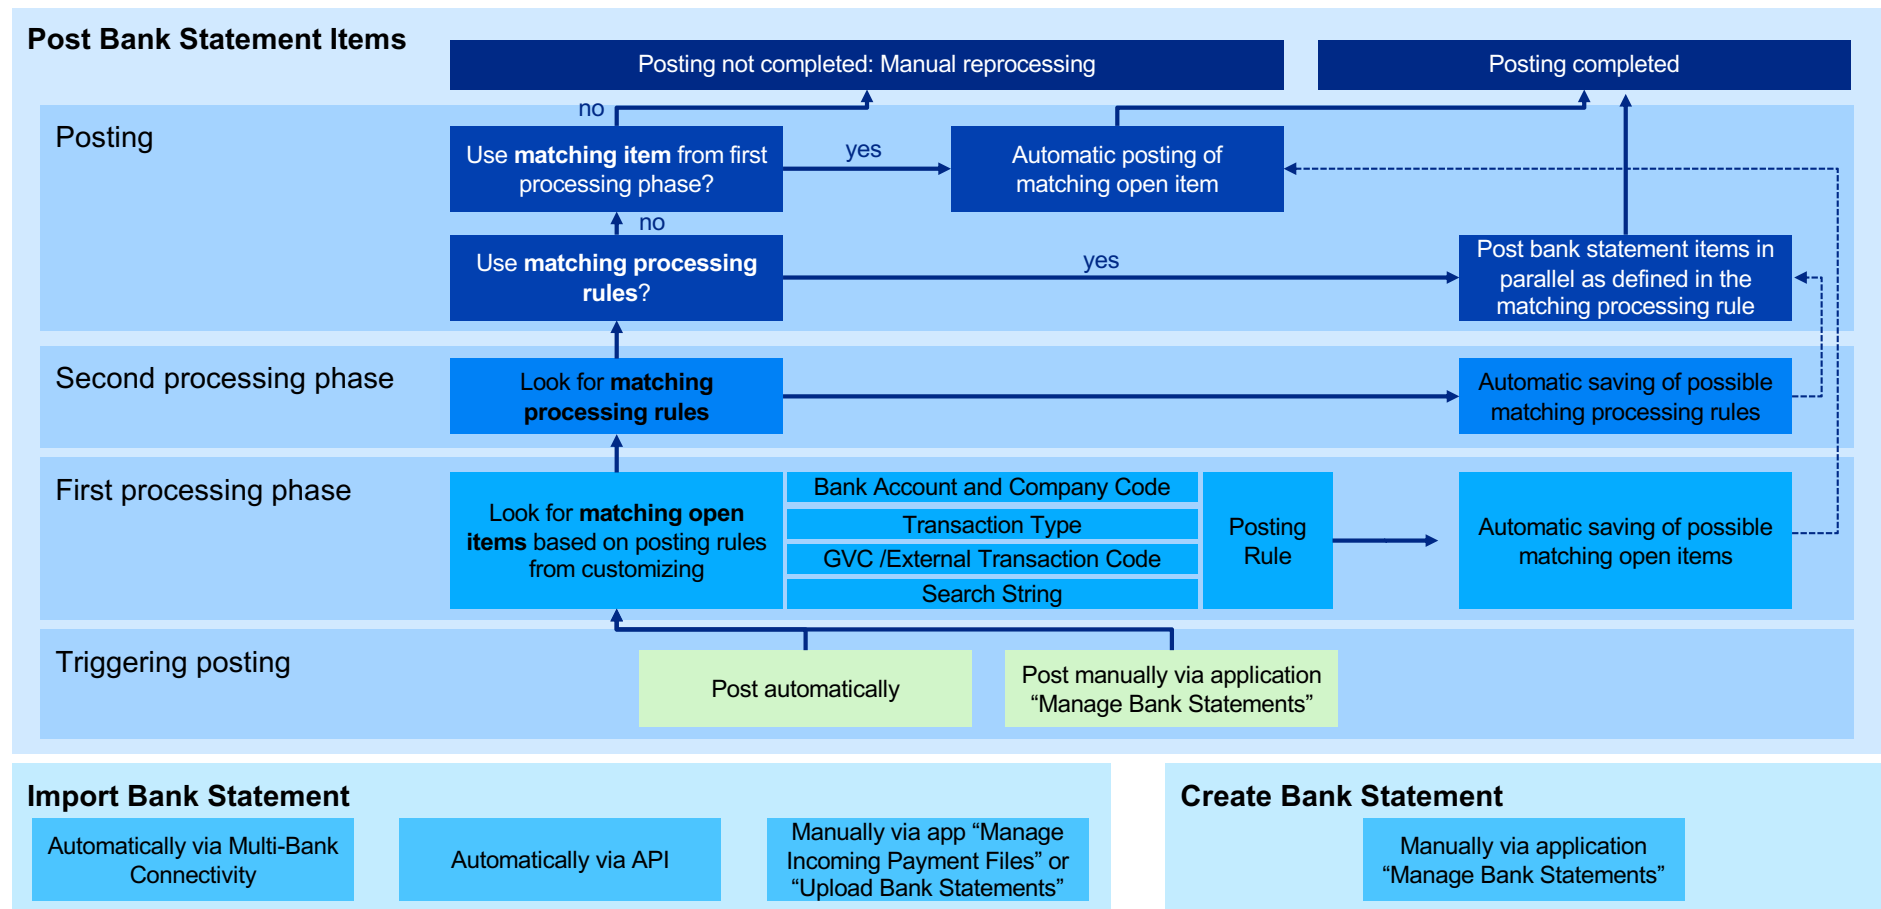 Post Bank Statement Items
Posting not completed: Manual reprocessing
Posting completed
Posting
no
Use matching item from first
processing phase?
yes
Automatic posting of
matching open item
no
Use matching processing
rules?
yes
Post bank statement items in
parallel as defined in the
matching processing rule
Second processing phase
Look for matching
processing rules
Automatic saving of possible
matching processing rules
First processing phase
Look for matching open
items based on posting rules
from customizing
Bank Account and Company Code
Transaction Type
GVC /External Transaction Code
Search String
Posting
Rule
Automatic saving of possible
matching open items
Triggering posting
Post automatically
Post manually via application
“Manage Bank Statements”
Import Bank Statement
Automatically via Multi-Bank
Connectivity
Automatically via API
Manually via app “Manage
Incoming Payment Files” or
“Upload Bank Statements”
Create Bank Statement
Manually via application
“Manage Bank Statements”